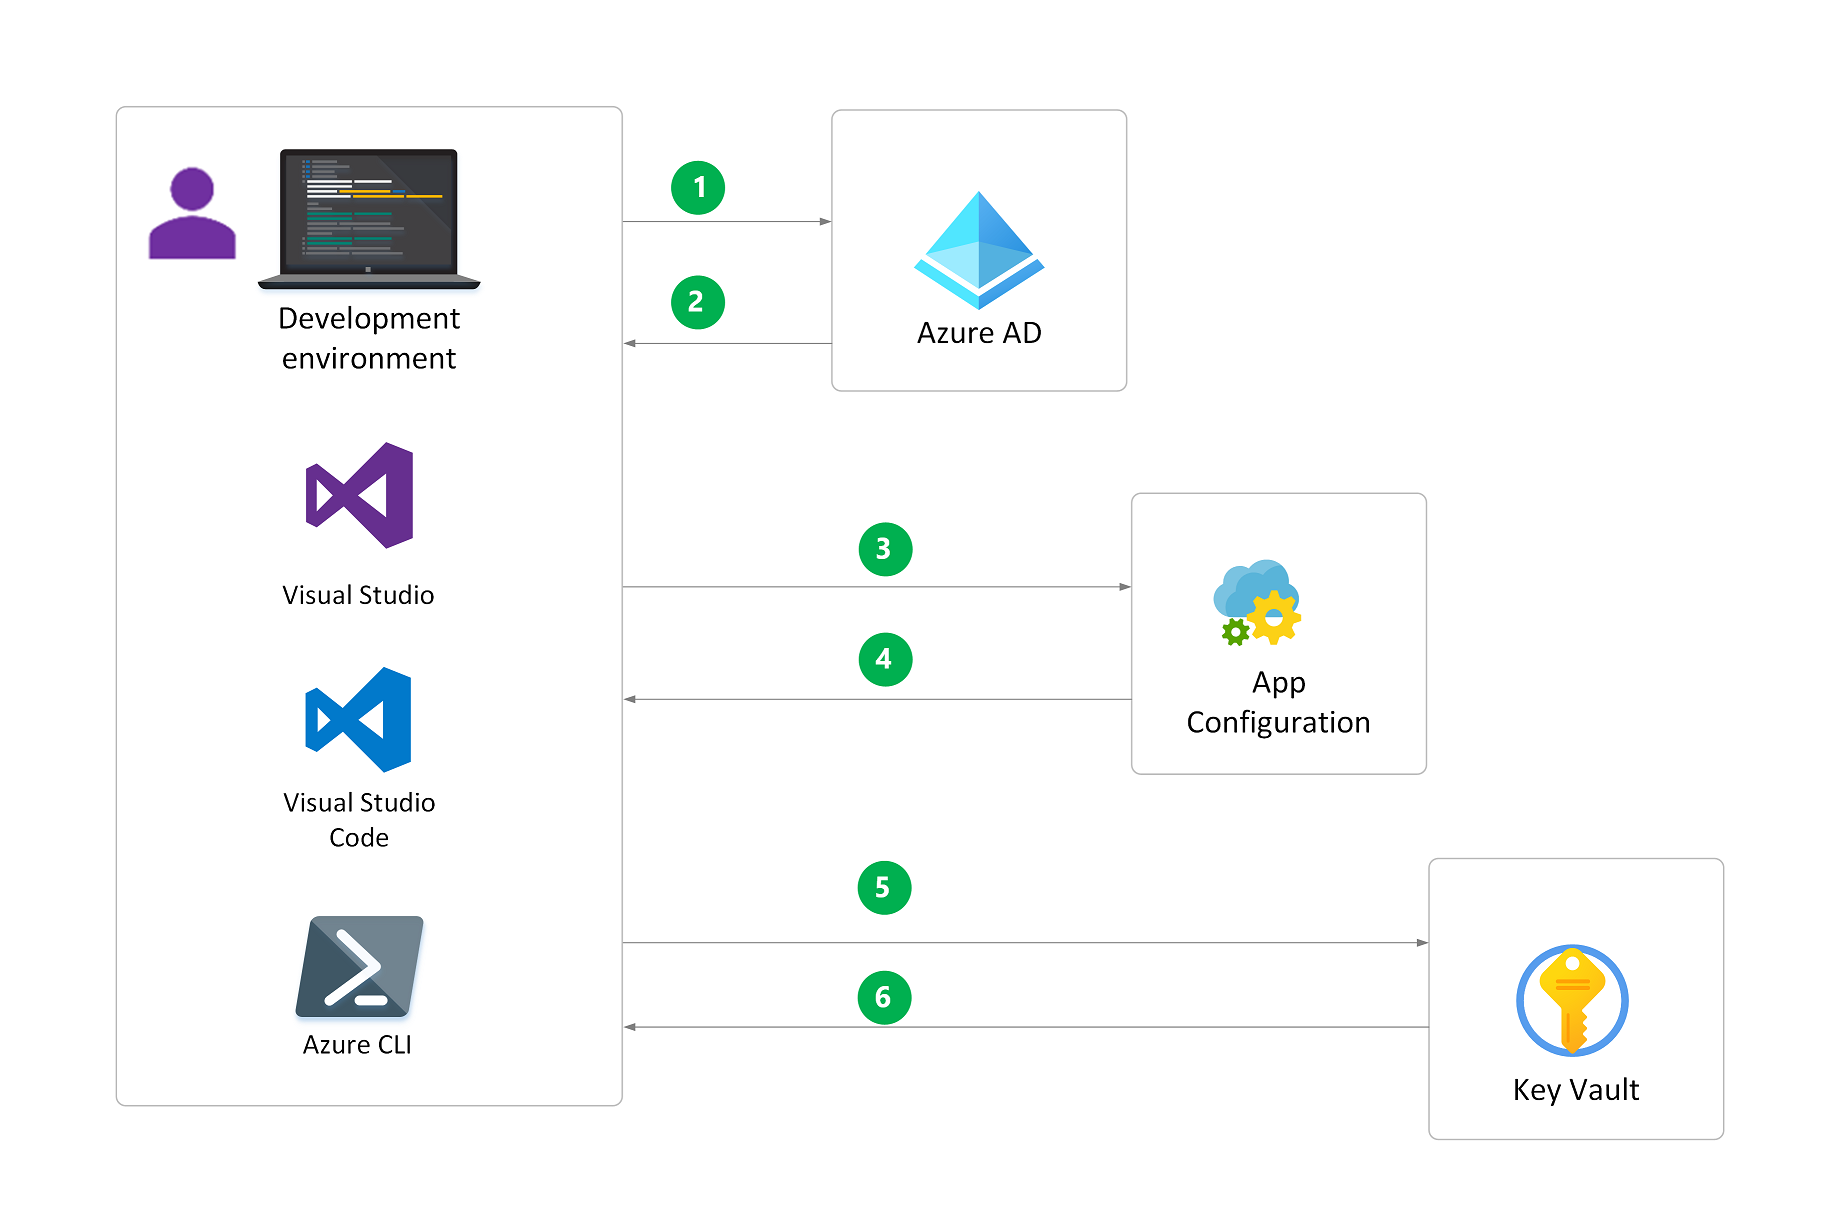 Development
environment
Visual Studio
Visual Studio
Code
Azure CLI
1
2
Azure AD
3
4
App
Configuration
5
6
Key Vault